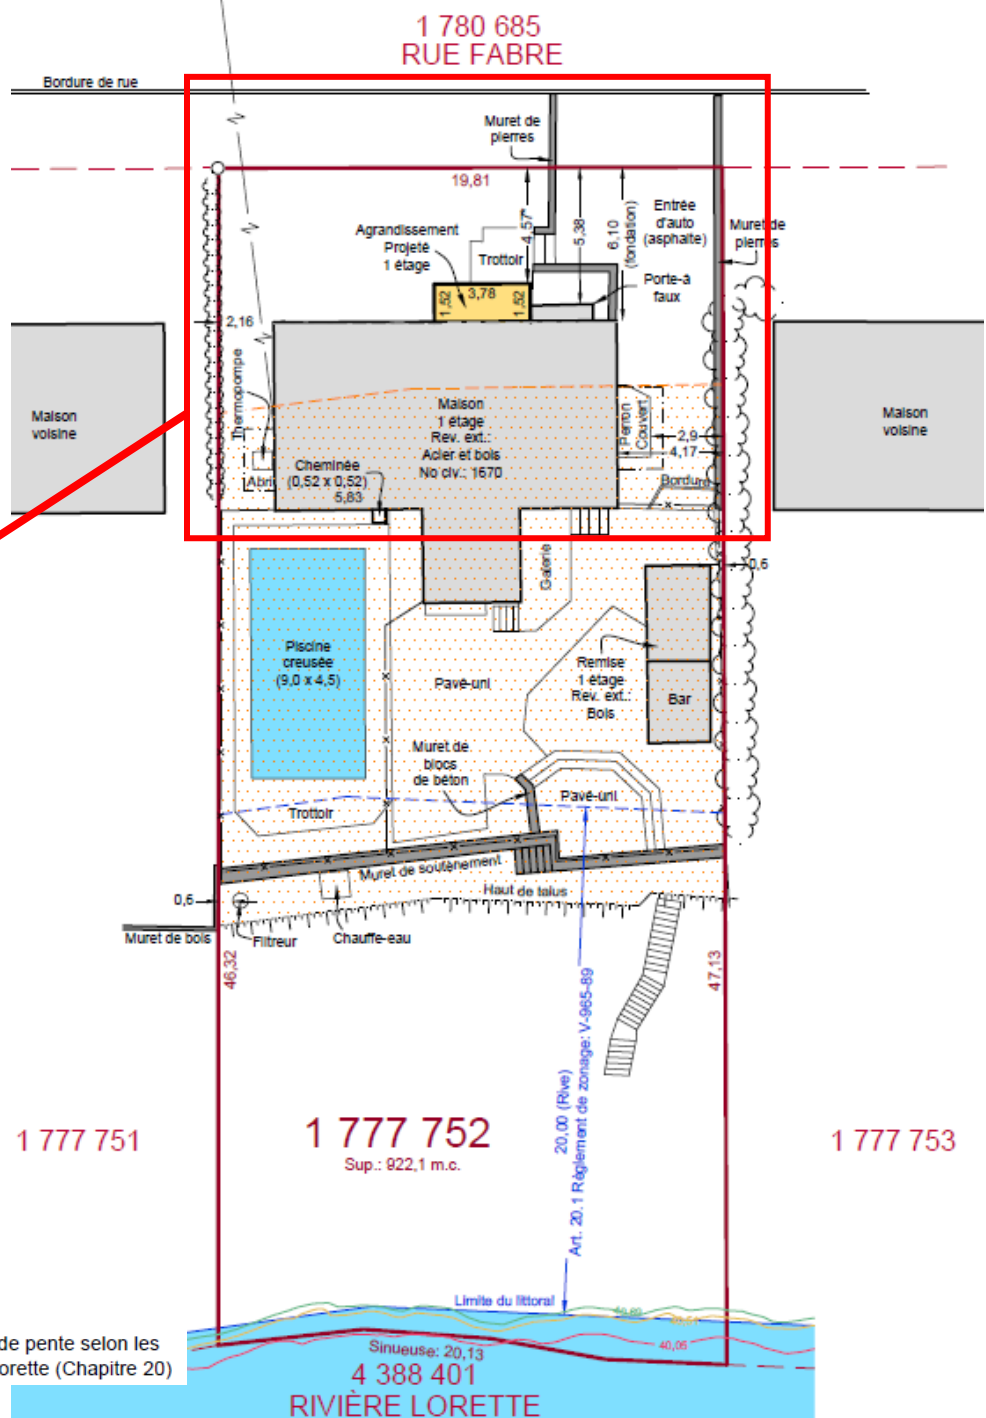 1 780 685
RUE FABRE
Bordure de rue
Muret de
pierres
19,81
4,57
5,38
6,10
(fondation)
Entrée
d'auto
(asphalte)
Muret de
pierres
Agrandissement
Projeté
1 étage
Trottoir
Porte-à
faux
1,52
3,78
1,52
2,16
Thermopompe
Maison
voisine
Maison
1 étage
Rev. ext.:
Acier et bois
No civ.: 1670
Perron
Couvert
2,9
4,17
Maison
voisine
Cheminée
(0,52 x 0,52)
5,83
Abri
Bordure
Galerie
0,6
Piscine
creusée
(9,0 x 4,5)
Pavé-uni
Remise
1 étage
Rev. ext.:
Bois
Bar
Muret de
blocs
de béton
Pavé-uni
Trottoir
Muret de soutènement
Haut de talus
0,6
Muret de bois
Filtreur
Chauffe-eau
46,32
47,13
20,00 (Rive)
Art. 20.1 Règlement de zonage: V-965-89
1 777 751
1 777 752
Sup.: 922,1 m.c.
1 777 753
Limite du littoral
40,06
de pente selon les
orette (Chapitre 20)
Sinueuse: 20,13
4 388 401
RIVIÈRE LORETTE